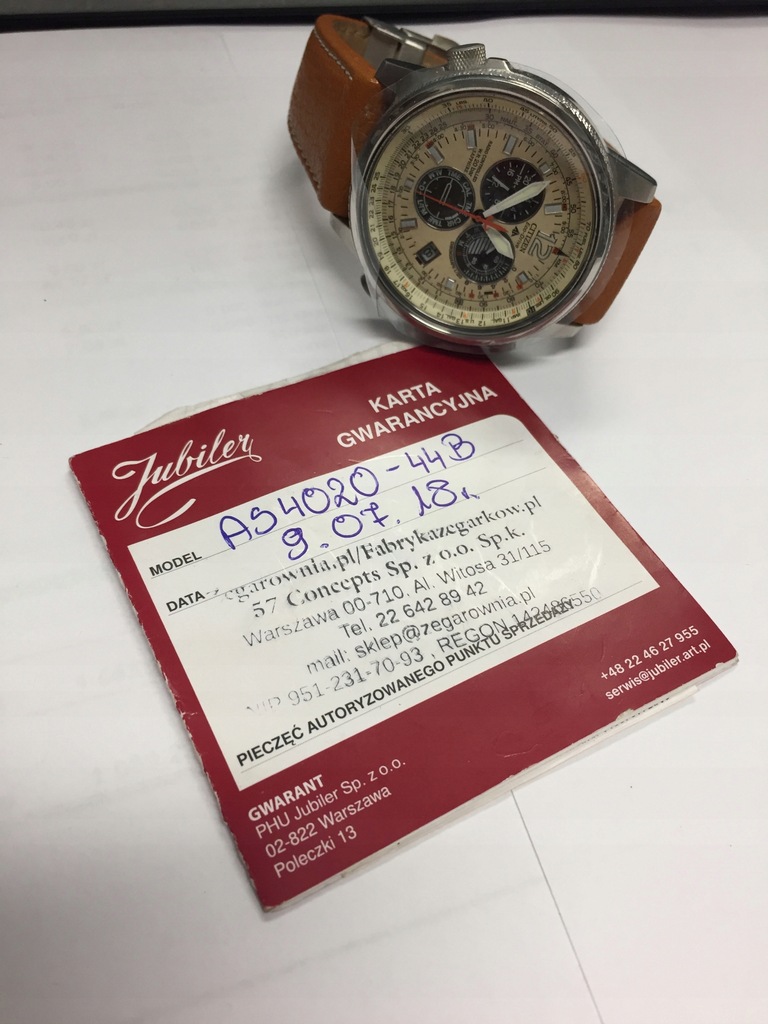 CITIZEN
12
Jubiler
KARTA
GWARANCYJNA
MODEL AS4020-44B
DATA 9.07.18r.
zegarownia.pl/Fabrykazegarkow.pl
57 Concepts Sp. z o.o. Sp.k.
Warszawa 00-710, Al. Witosa 31/115
Tel. 22 642 89 42
mail: sklep@zegarownia.pl
NIP 951-231-70-93, REGON 142486550
PIECZĘĆ AUTORYZOWANEGO PUNKTU SPRZEDAŻY
+48 22 46 27 955
serwis@jubiler.art.pl
GWARANT
PHU Jubiler Sp. z o.o.
02-822 Warszawa
Poleczki 13